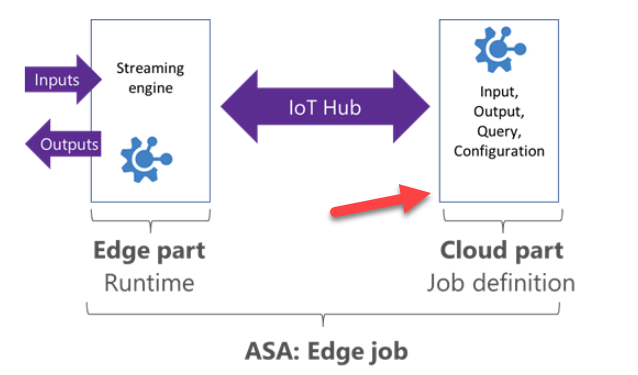 Inputs
Outputs
Streaming
engine
IoT Hub
Input,
Output,
Query,
Configuration
Edge part
Runtime
Cloud part
Job definition
ASA: Edge job